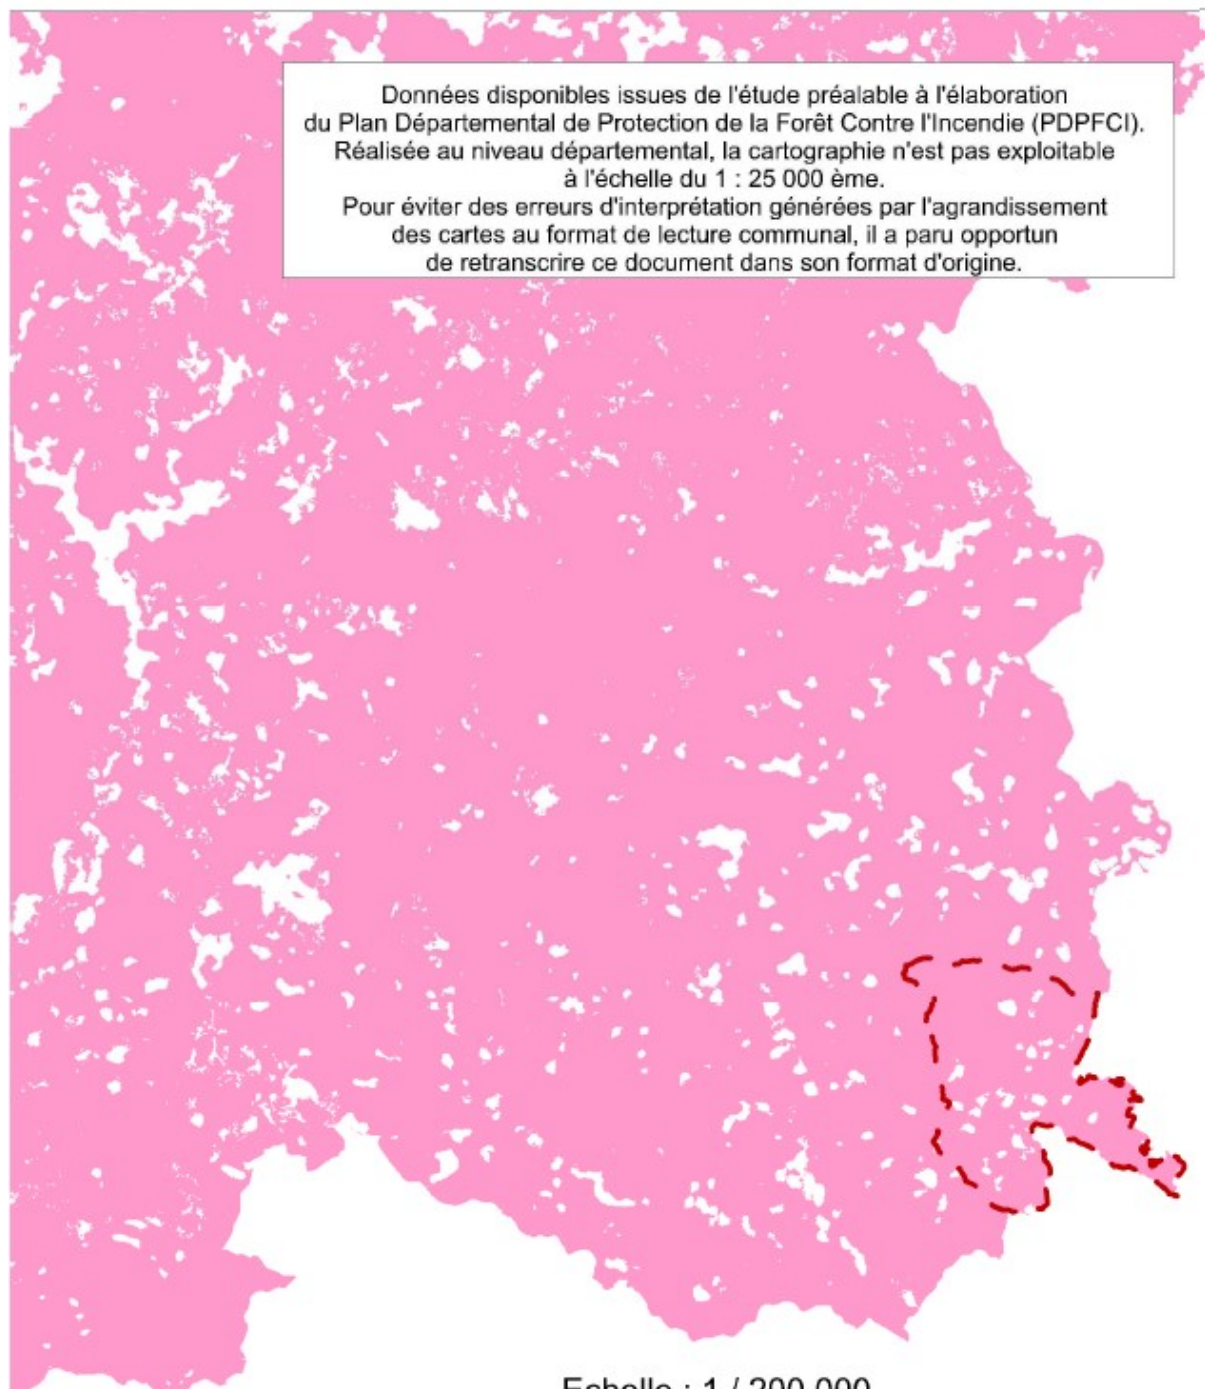 Données disponibles issues de l'étude préalable à l'élaboration
du Plan Départemental de Protection de la Forêt Contre l'Incendie (PDPFCI).
Réalisée au niveau départemental, la cartographie n'est pas exploitable
à l'échelle du 1 : 25 000 ème.
Pour éviter des erreurs d'interprétation générées par l'agrandissement
des cartes au format de lecture communal, il a paru opportun
de retranscrire ce document dans son format d'origine.
Echelle : 1 / 200 000